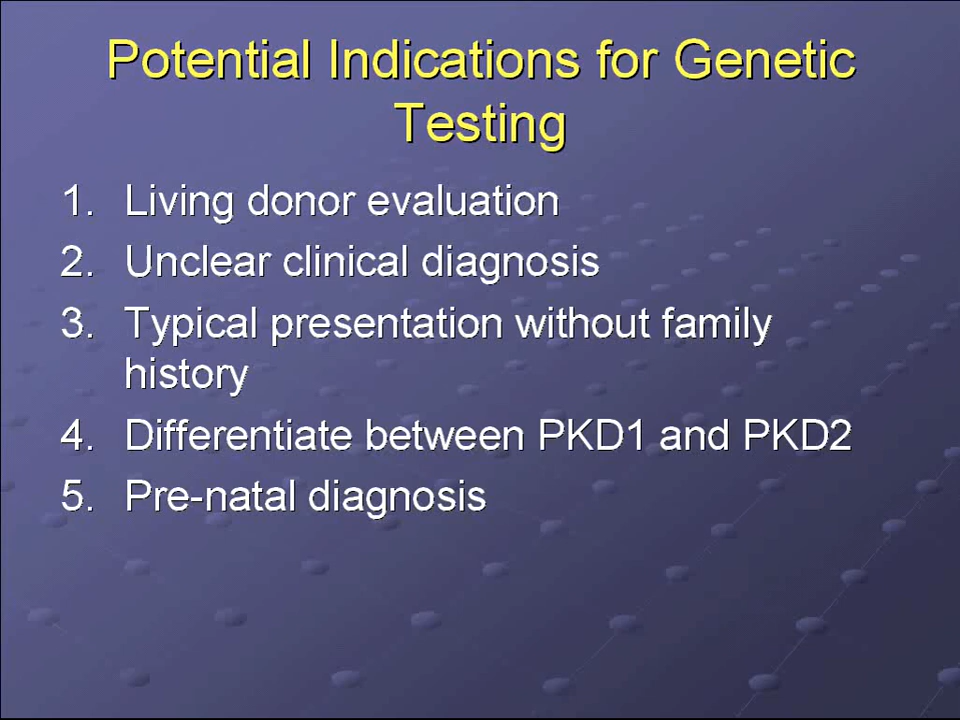 Potential Indications for Genetic
Testing
1. Living donor evaluation
2. Unclear clinical diagnosis
3. Typical presentation without family
history
4. Differentiate between PKD1 and PKD2
5. Pre-natal diagnosis